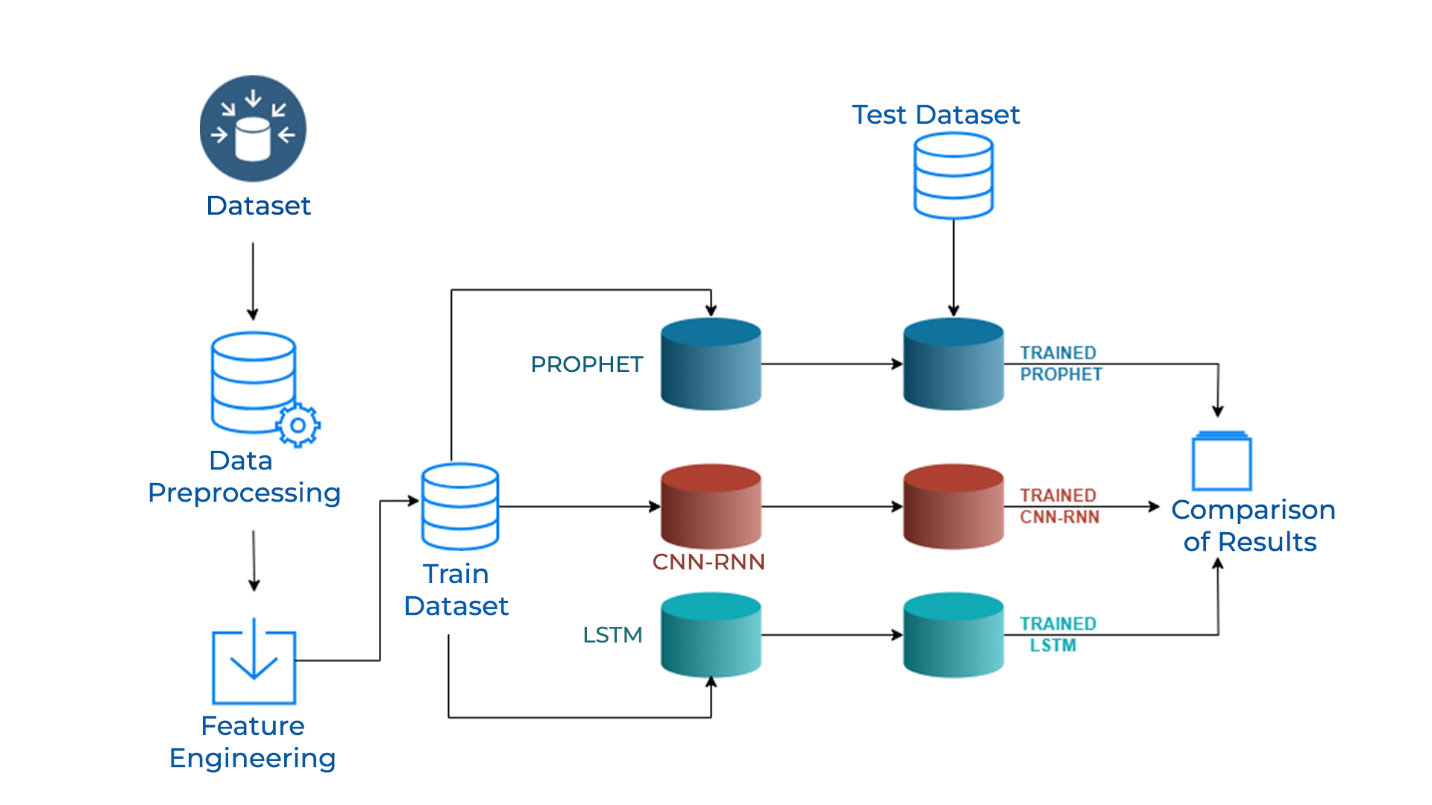 Dataset
Data
Preprocessing
Feature
Engineering
Train
Dataset
PROPHET
CNN-RNN
LSTM
Test Dataset
TRAINED
PROPHET
TRAINED
CNN-RNN
TRAINED
LSTM
Comparison
of Results